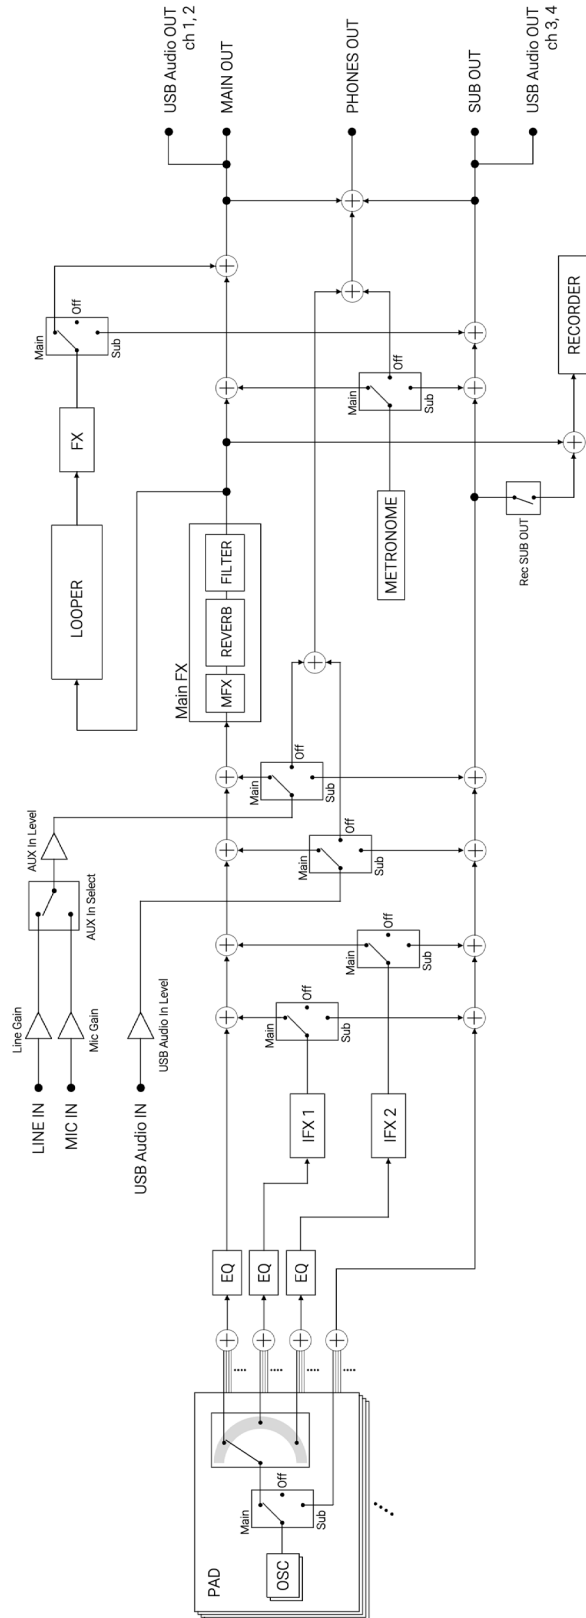 USB Audio OUT
ch 1, 2
MAIN OUT
PHONES OUT
SUB OUT
USB Audio OUT
ch 3, 4
Main
Off
Sub
FX
LOOPER
RECORDER
Main
Off
Sub
METRONOME
Rec SUB OUT
Main FX
MFX
REVERB
FILTER
Main
Off
Sub
Main
Off
Sub
AUX In Level
AUX In Select
Line Gain
Mic Gain
LINE IN
MIC IN
USB Audio In Level
USB Audio IN
Main
Off
Sub
Main
Off
Sub
IFX 1
IFX 2
EQ
EQ
EQ
PAD
OSC
Main
Off
Sub